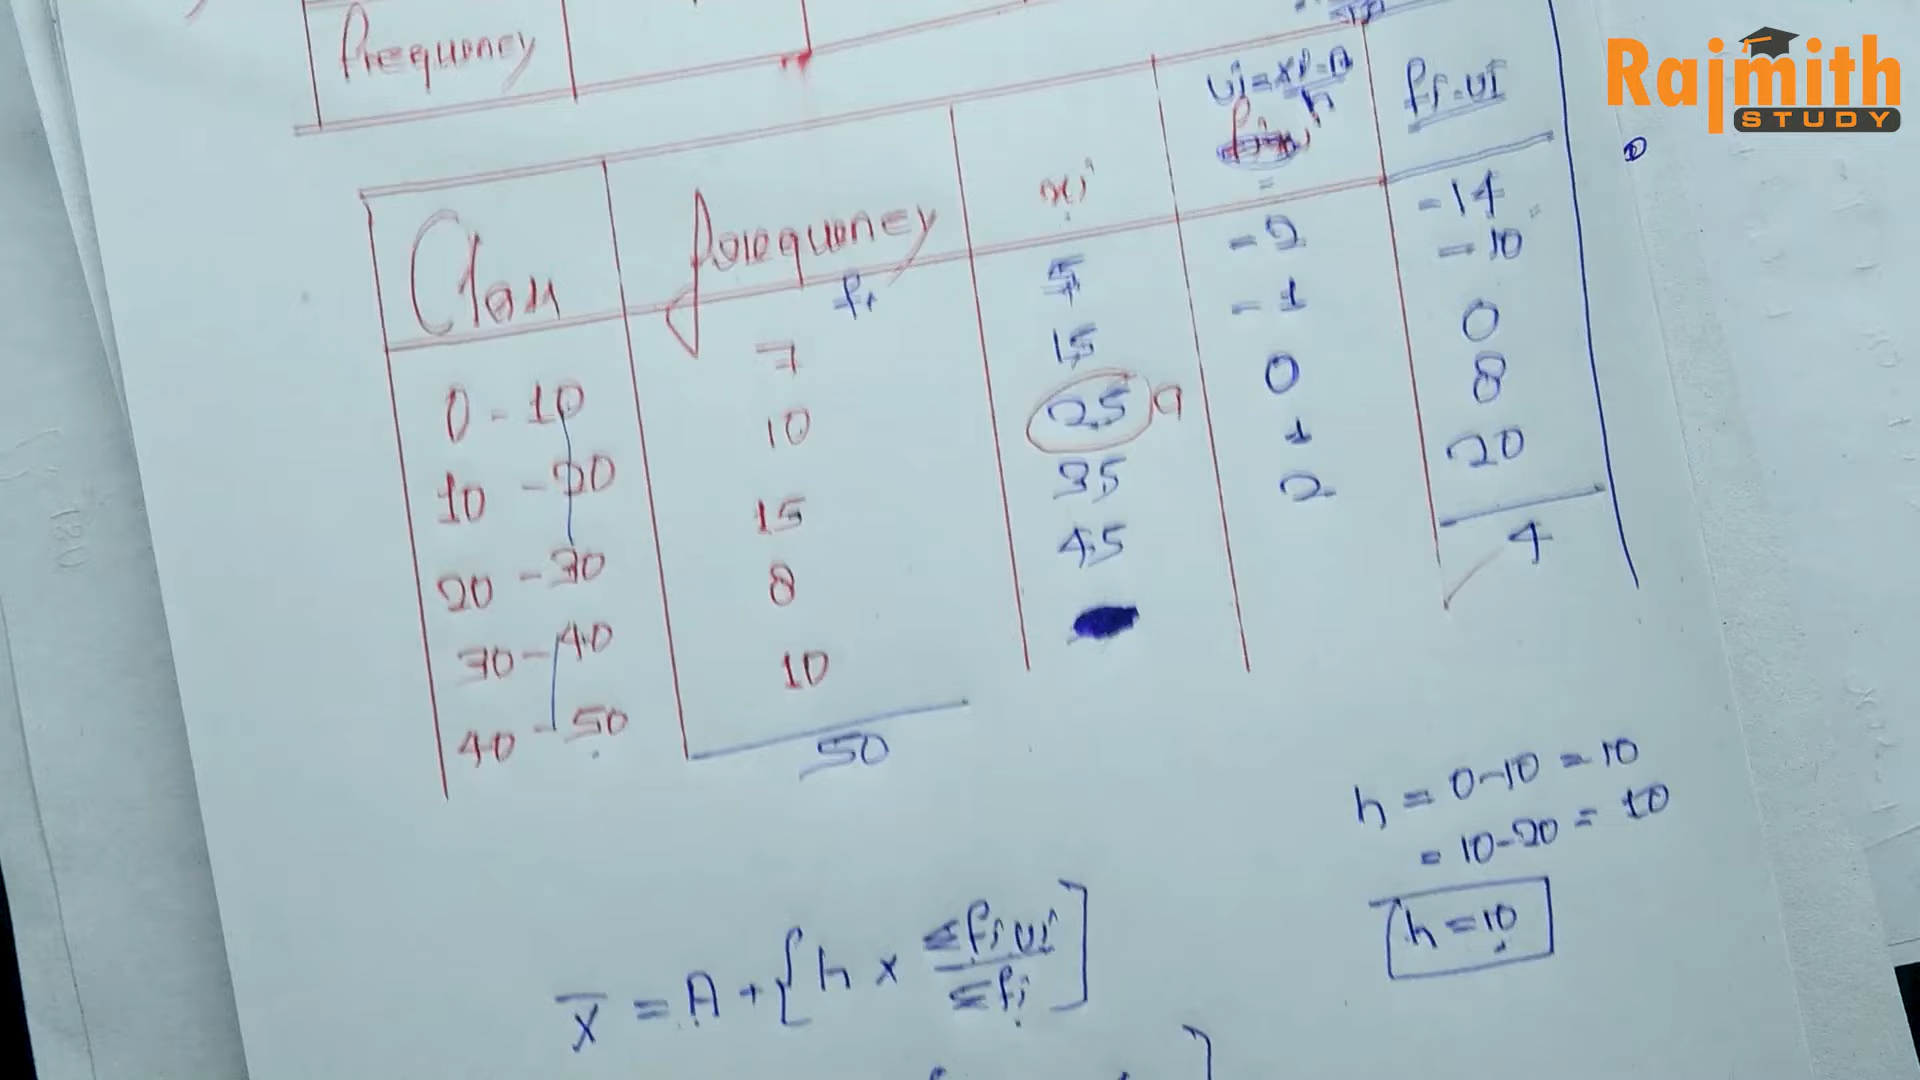 Rajmith
STUDY
frequency
Class frequency fi xi ui = xi - A / h fi.ui
0 - 10 7 5 -2 -14
10 - 20 10 15 -1 -10
20 - 30 15 25 a 0 0
30 - 40 8 35 1 8
40 - 50 10 45 2 20
50 4
h = 0-10 = 10
= 10-20 = 10
h = 10
X̄ = A + [h x Σfiui / Σfi]